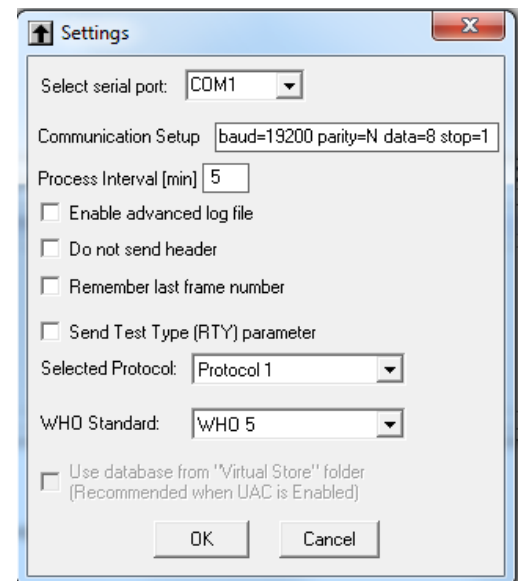 Settings
Select serial port: COM1
Communication Setup baud=19200 parity=N data=8 stop=1
Process Interval [min] 5
Enable advanced log file
Do not send header
Remember last frame number
Send Test Type (RTY) parameter
Selected Protocol: Protocol 1
WHO Standard: WHO 5
Use database from "Virtual Store" folder
(Recommended when UAC is Enabled)
OK Cancel